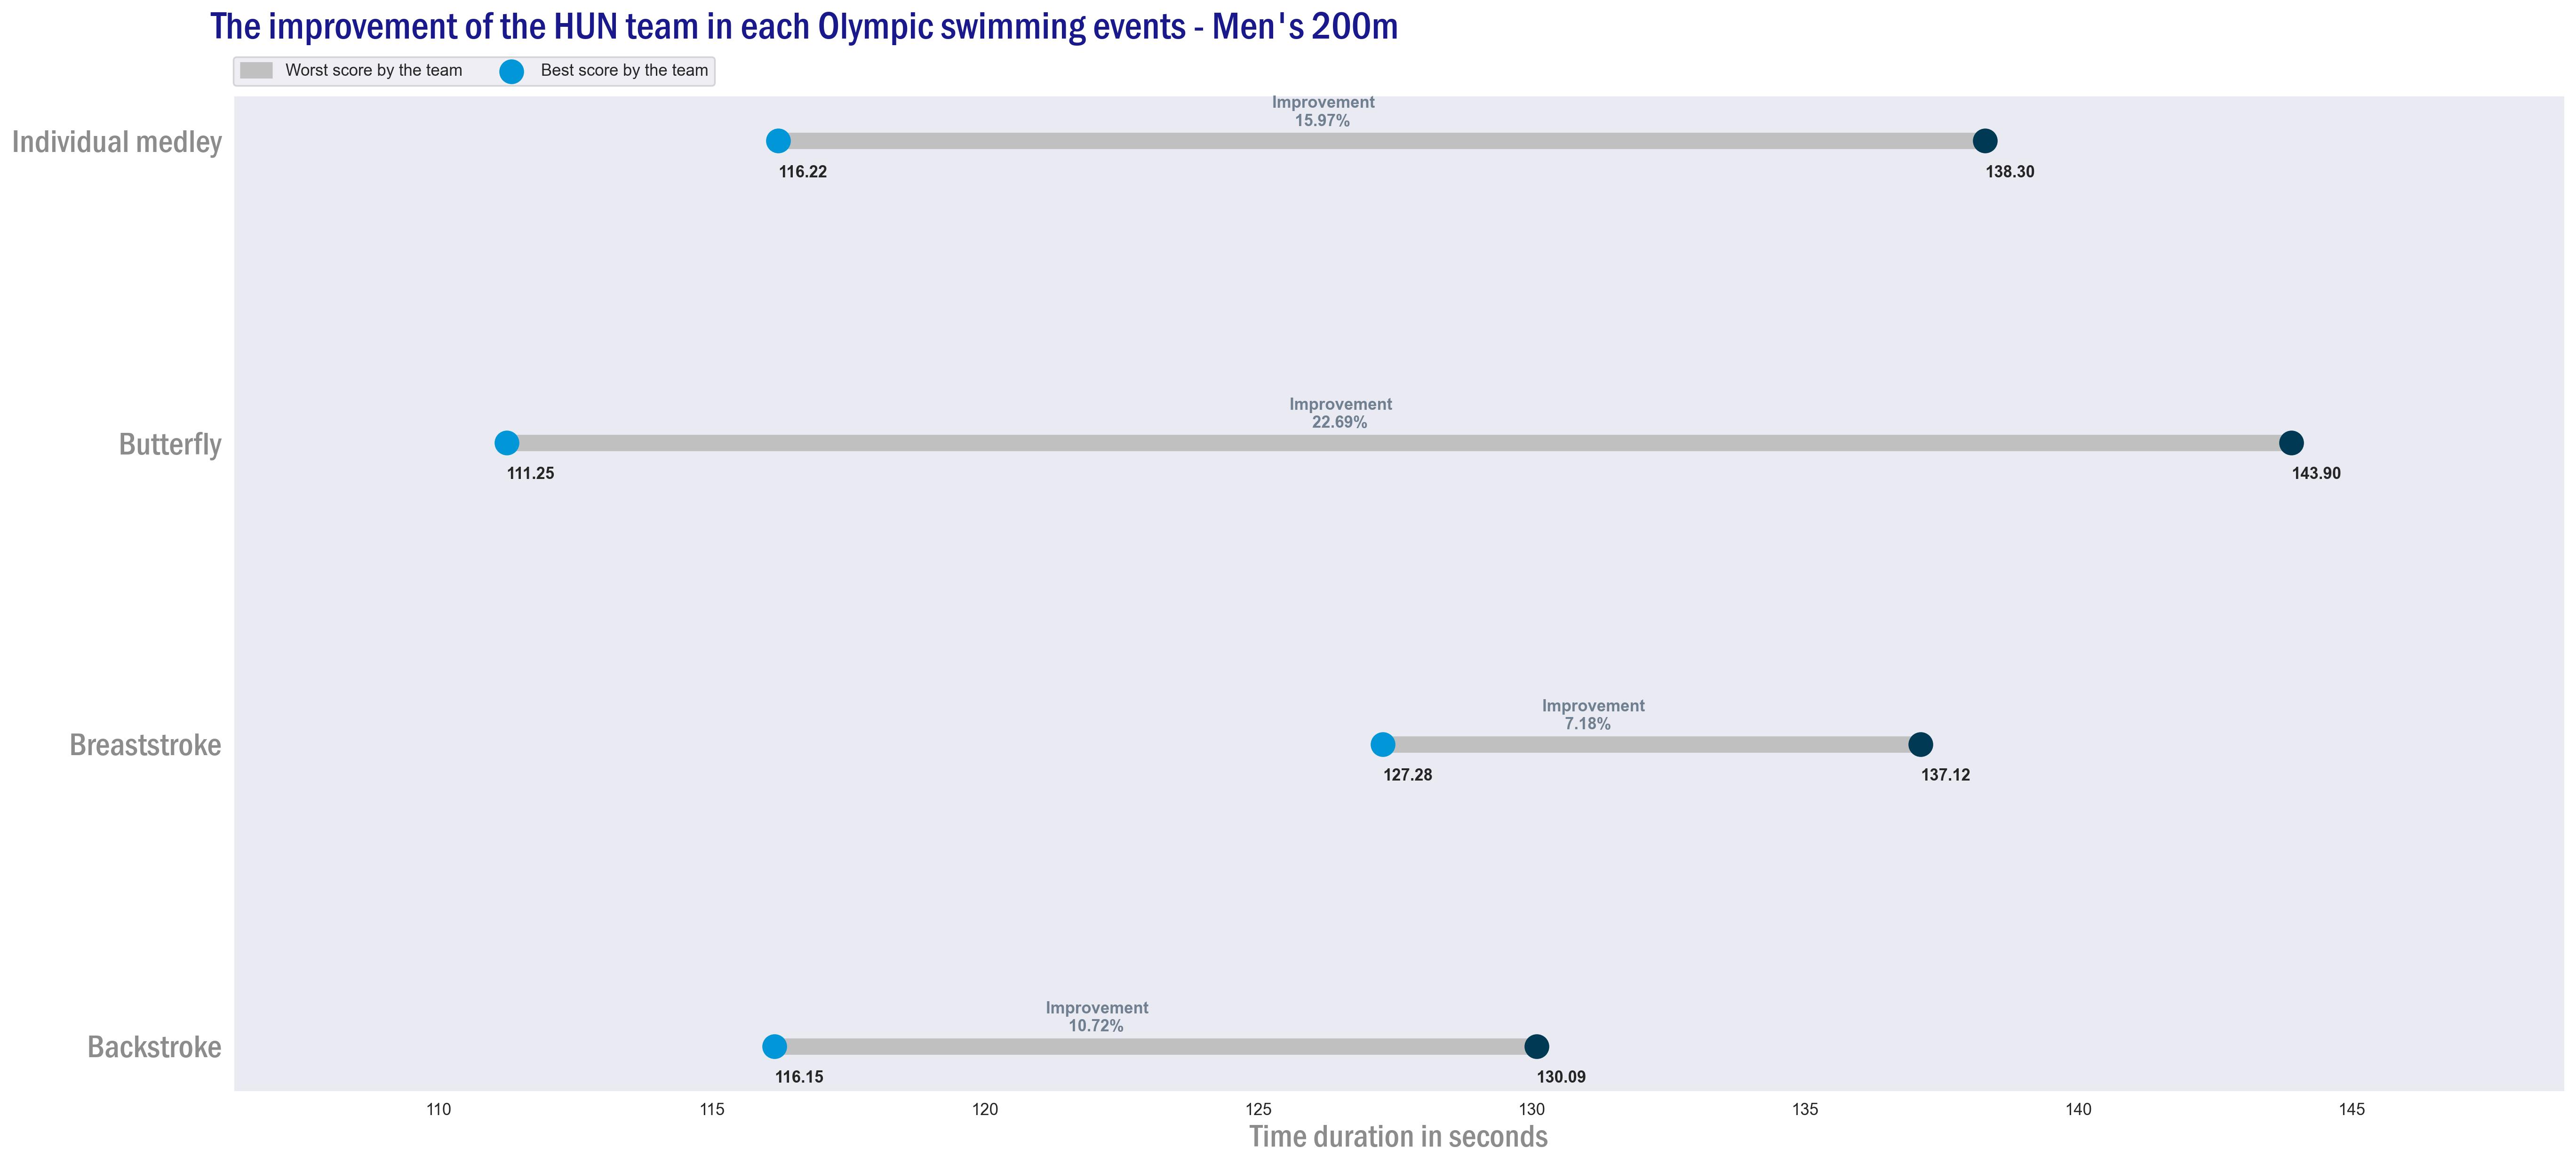 The improvement of the HUN team in each Olympic swimming events - Men's 200m
Worst score by the team
Best score by the team
Improvement
15.97%
Individual medley
116.22
138.30
Improvement
22.69%
Butterfly
111.25
143.90
Improvement
7.18%
Breaststroke
127.28
137.12
Improvement
10.72%
Backstroke
116.15
130.09
110
115
120
125
130
135
140
145
Time duration in seconds